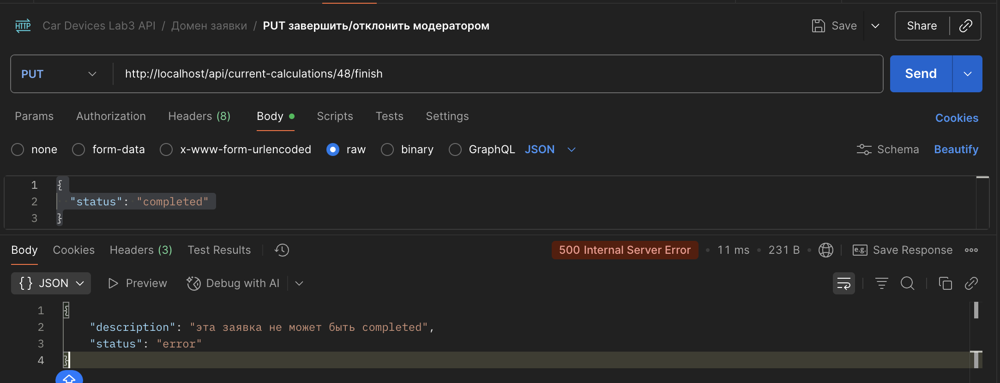 HTTP Car Devices Lab3 API / Домен заявки / PUT завершить/отклонить модератором Save Share
PUT http://localhost/api/current-calculations/48/finish Send
Params Authorization Headers (8) Body Scripts Tests Settings Cookies
none form-data x-www-form-urlencoded raw binary GraphQL JSON Schema Beautify
1 {
2 "status": "completed"
3 }
Body Cookies Headers (3) Test Results 500 Internal Server Error • 11 ms • 231 B • e.g. Save Response
{} JSON Preview Debug with AI
1 {
2 "description": "эта заявка не может быть completed",
3 "status": "error"
4 }